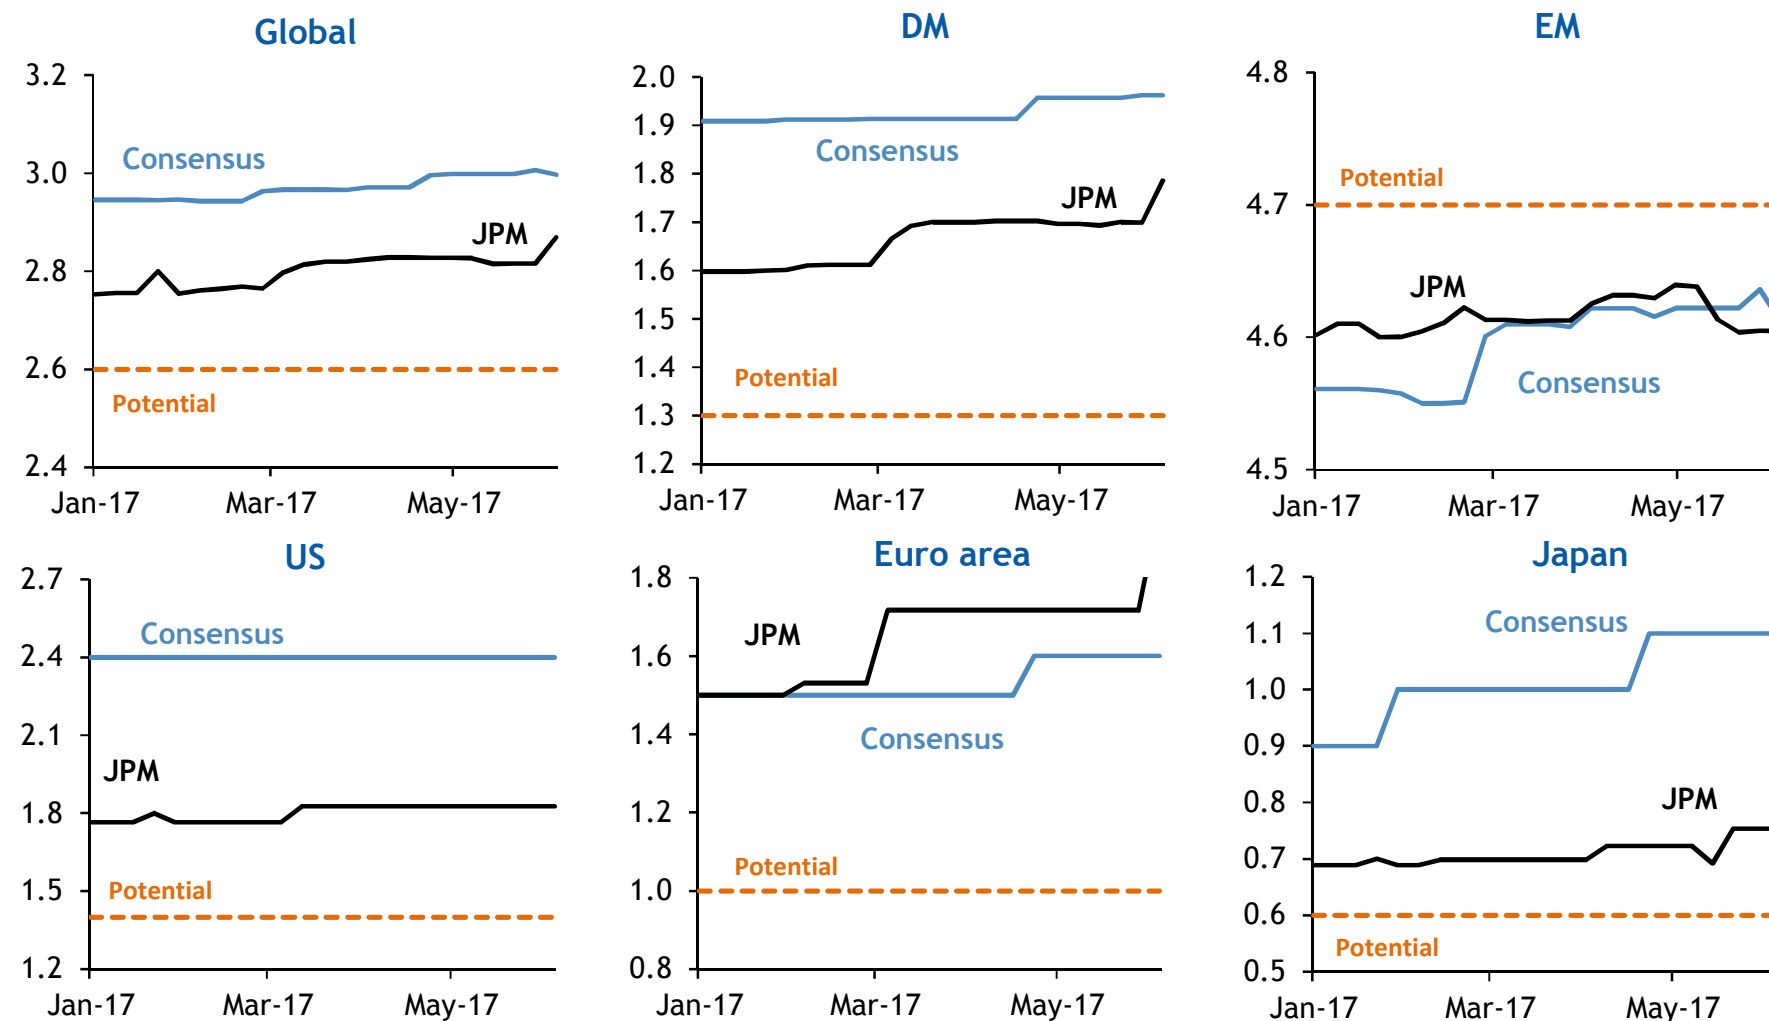 Global
3.2
3.0
2.8
2.6
2.4
Consensus
JPM
Potential
Jan-17
Mar-17
May-17
DM
2.0
1.9
1.8
1.7
1.6
1.5
1.4
1.3
1.2
Consensus
JPM
Potential
Jan-17
Mar-17
May-17
EM
4.8
4.7
4.6
4.5
Potential
JPM
Consensus
Jan-17
Mar-17
May-17
US
2.7
2.4
2.1
1.8
1.5
1.2
Consensus
JPM
Potential
Jan-17
Mar-17
May-17
Euro area
1.8
1.6
1.4
1.2
1.0
0.8
JPM
Consensus
Potential
Jan-17
Mar-17
May-17
Japan
1.2
1.1
1.0
0.9
0.8
0.7
0.6
0.5
Consensus
JPM
Potential
Jan-17
Mar-17
May-17